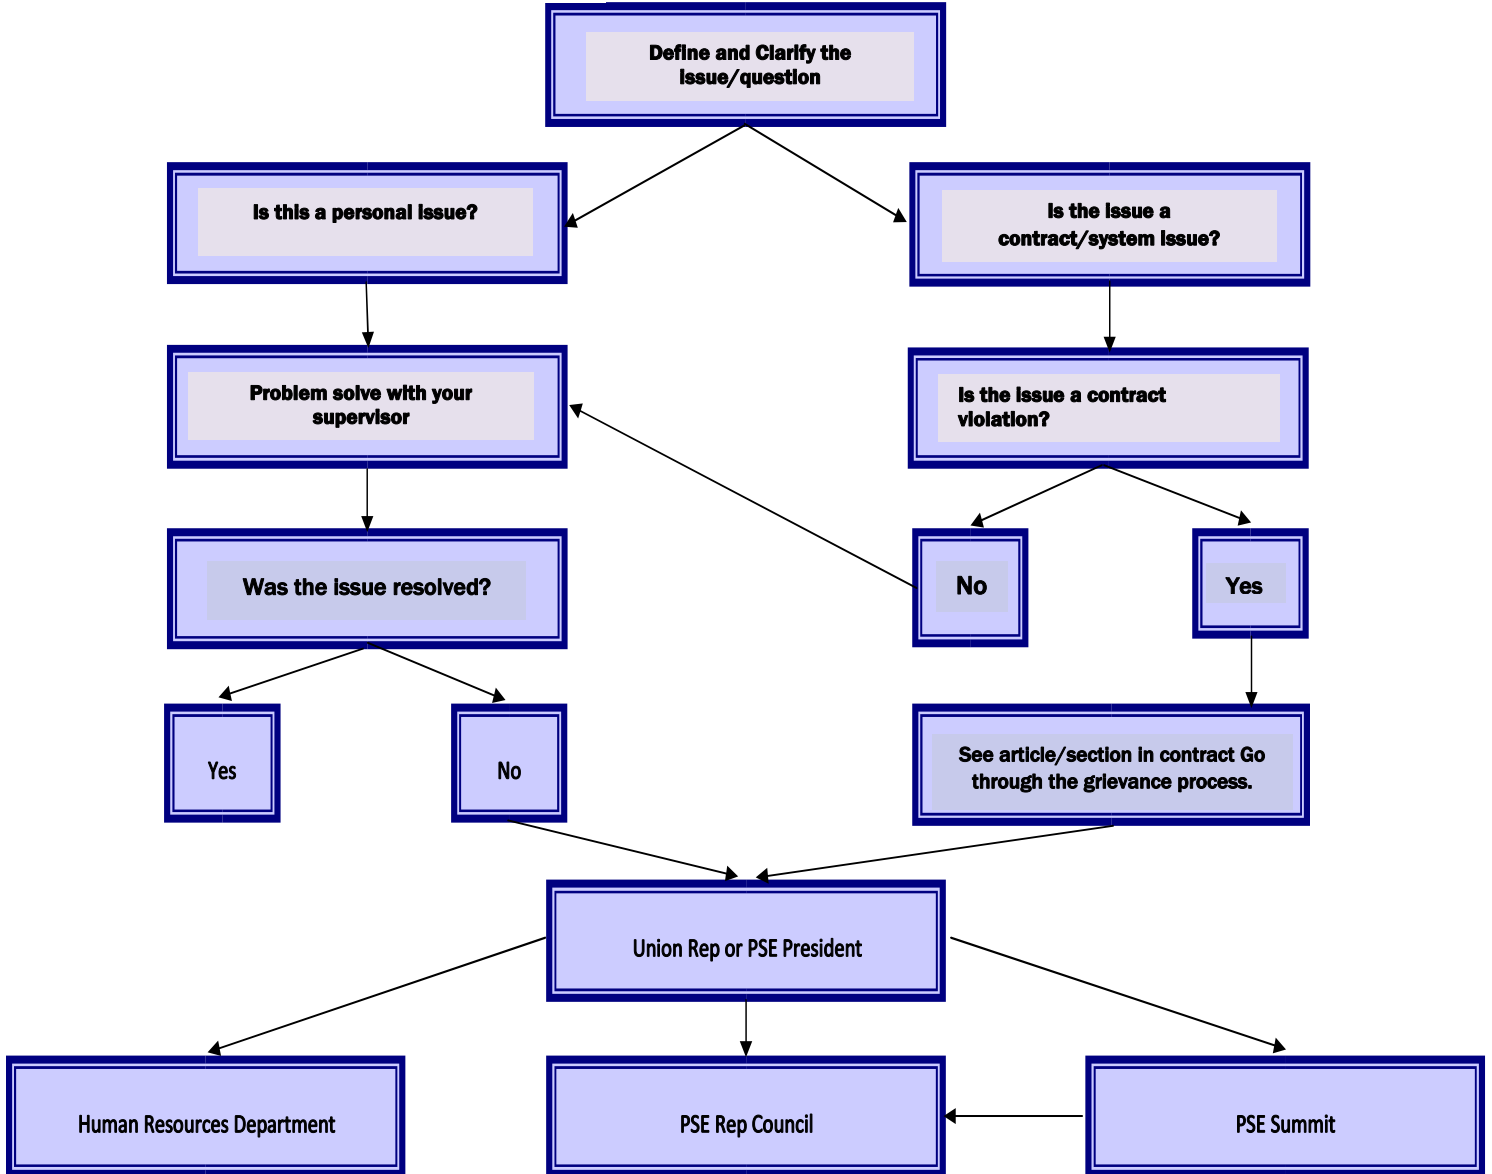 Define and Clarify the
issue/question
Is this a personal issue?
Is the issue a
contract/system issue?
Problem solve with your
supervisor
Is the issue a contract
violation?
Was the issue resolved?
No
Yes
Yes
No
See article/section in contract Go
through the grievance process.
Union Rep or PSE President
Human Resources Department
PSE Rep Council
PSE Summit